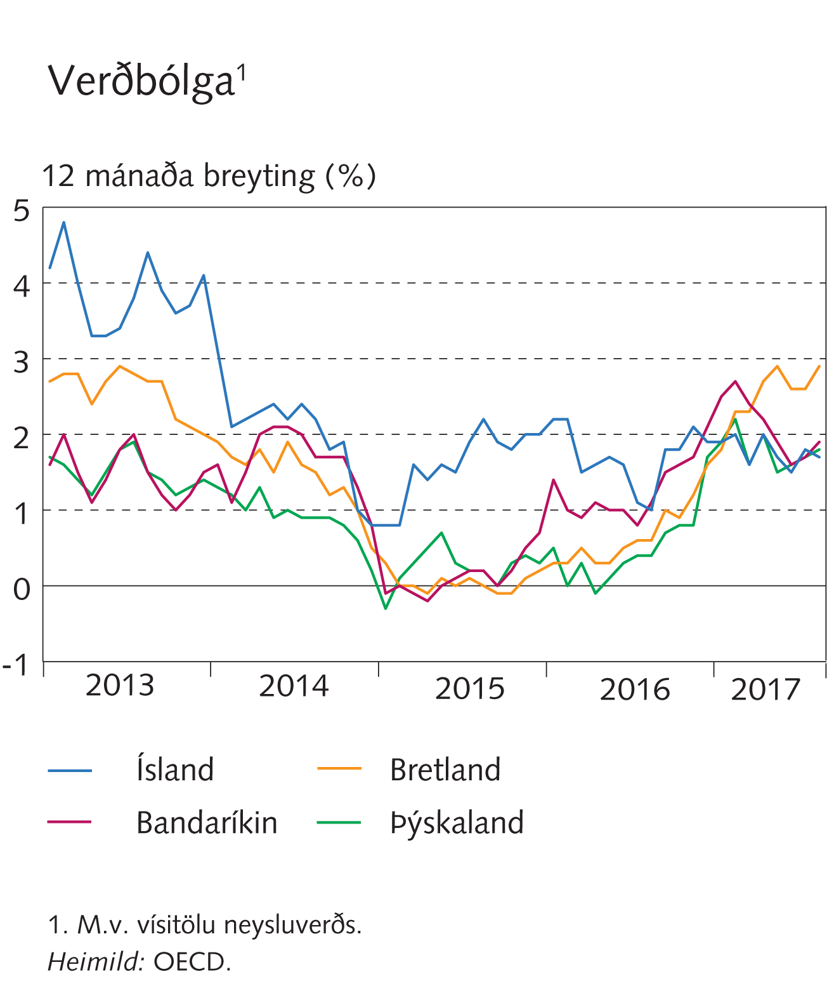 Verðbólga¹
12 mánaða breyting (%)
5
4
3
2
1
0
-1
2013 2014 2015 2016 2017
Ísland Bretland
Bandaríkin Þýskaland
1. M.v. vísitölu neysluverðs.
Heimild: OECD.